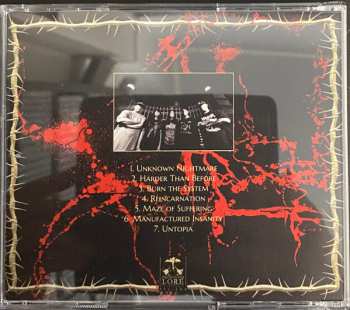 1. Unknown Nightmare
2. Harder Than Before
3. Burn the System
4. Reincarnation
5. Maze of Suffering
6. Manufactured Insanity
7. Untopia
LORE